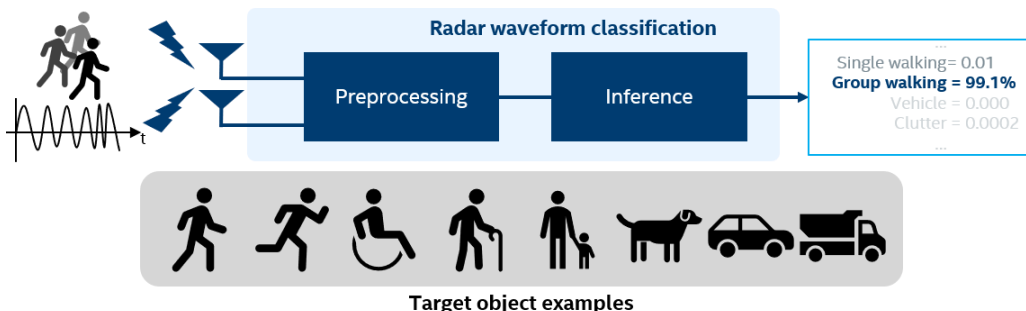 Radar waveform classification
t
Preprocessing
Inference
...
Single walking= 0.01
Group walking = 99.1%
Vehicle = 0.000
Clutter = 0.0002
...
Target object examples